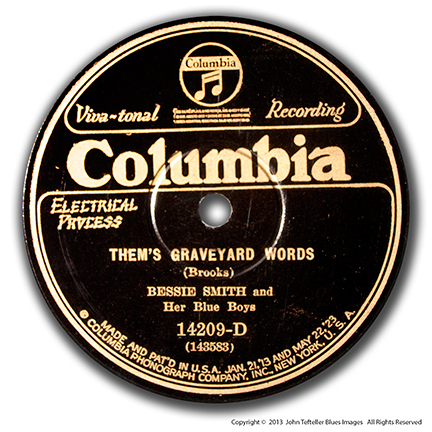 Columbia
Viva-tonal Recording
Columbia
ELECTRICAL
PROCESS
THEM'S GRAVEYARD WORDS
(Brooks)
BESSIE SMITH and
Her Blue Boys
14209-D
(143583)
MADE AND PAT'D IN U.S.A. JAN. 21, '13 AND MAY 22, '23
© COLUMBIA PHONOGRAPH COMPANY, INC., NEW YORK, U.S.A.
Copyright © 2013 John Tefteller Blues Images All Rights Reserved